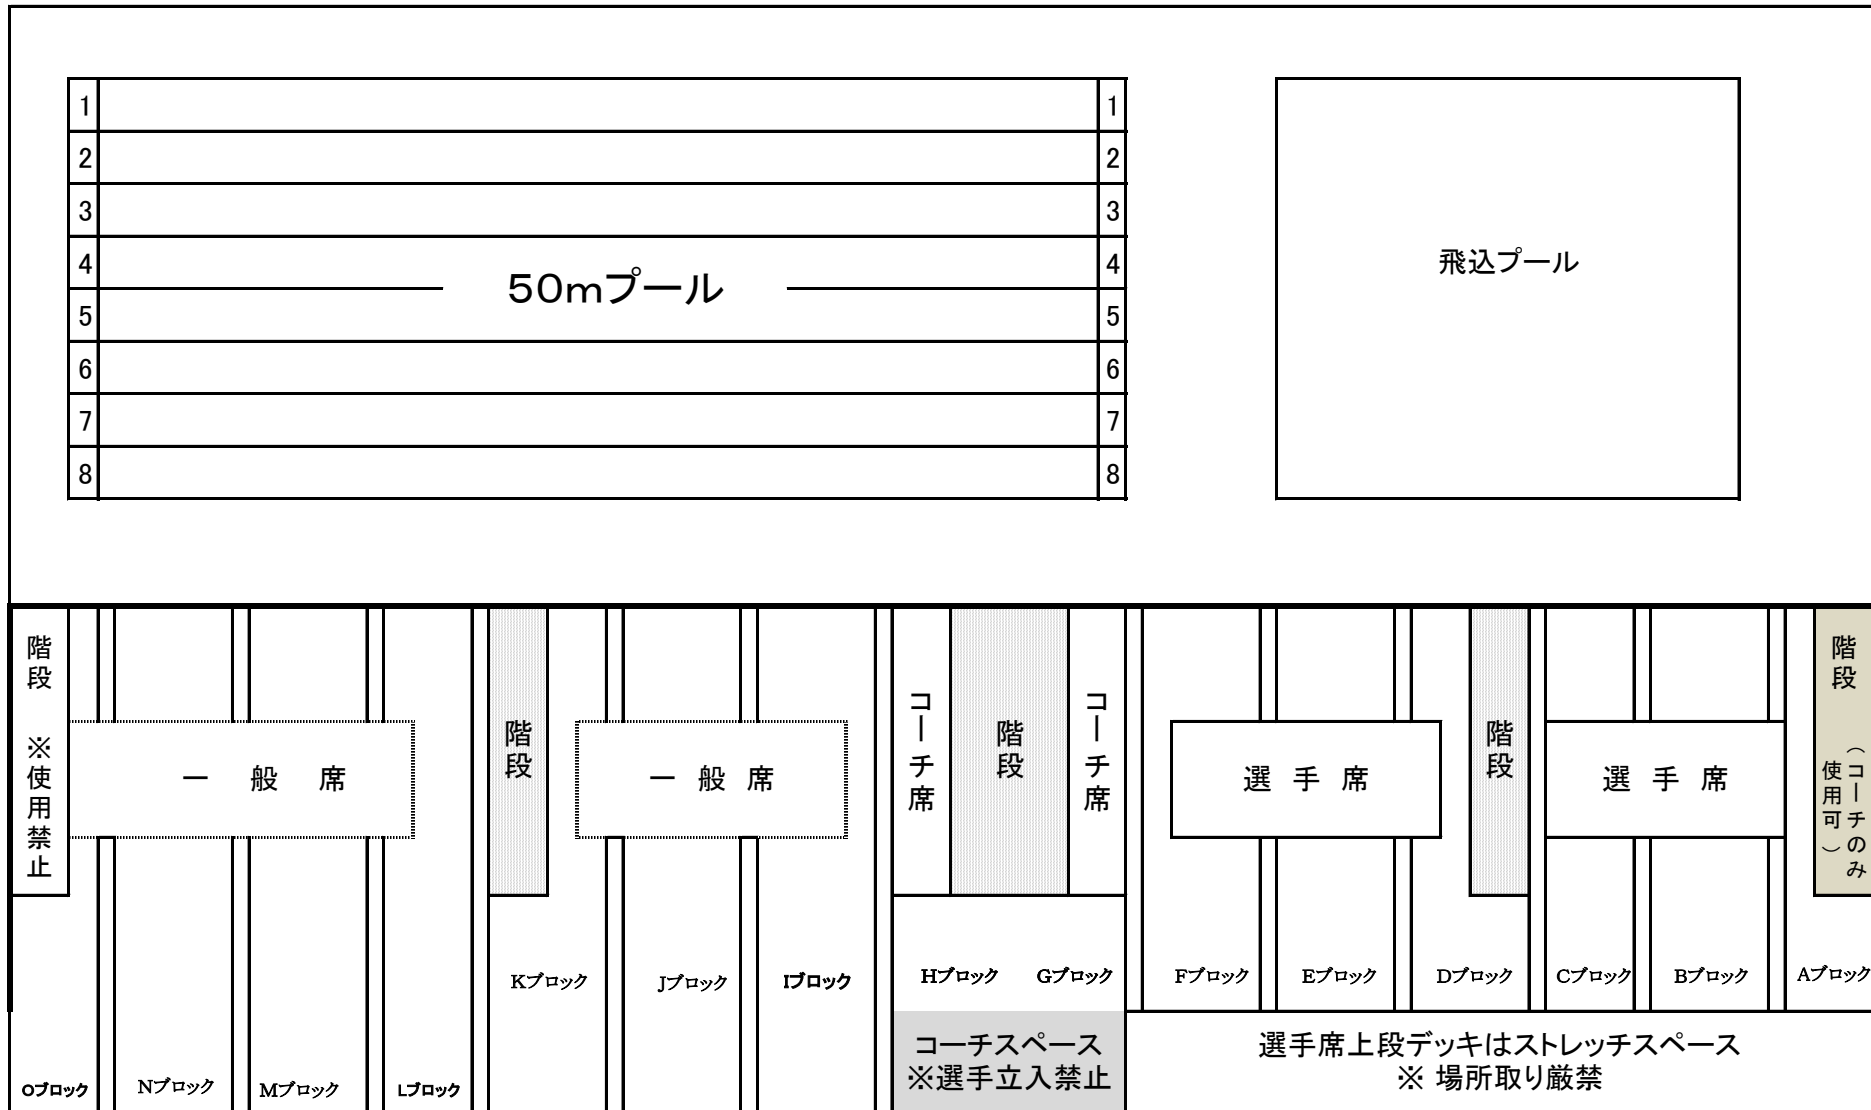 1
2
3
4
5
6
7
8
50mプール
1
2
3
4
5
6
7
8
飛込プール
階段　※使用禁止
一　般　席
階段
一 般 席
コーチ席
階段
コーチ席
選 手 席
階段
選 手 席
階段　（コーチのみ
使用可）
Oブロック
Nブロック
Mブロック
Lブロック
Kブロック
Jブロック
Iブロック
Hブロック
Gブロック
Fブロック
Eブロック
Dブロック
Cブロック
Bブロック
Aブロック
コーチスペース
※選手立入禁止
選手席上段デッキはストレッチスペース
※ 場所取り厳禁